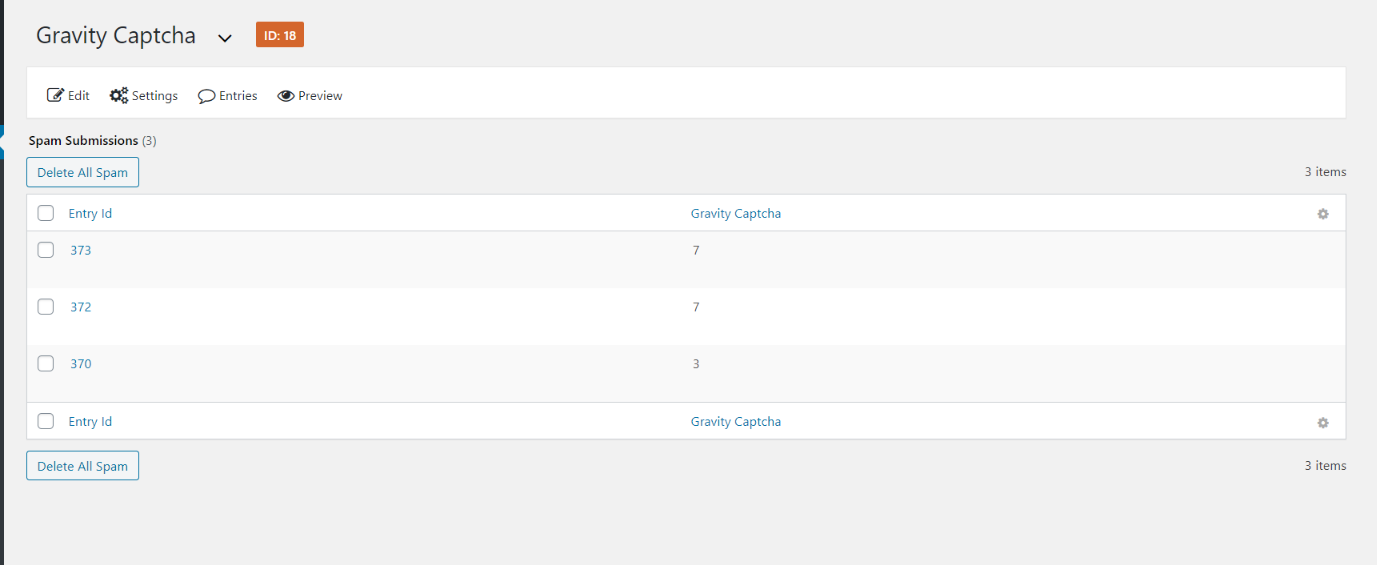 Gravity Captcha ID: 18
Edit Settings Entries Preview
Spam Submissions (3)
Delete All Spam 3 items
Entry Id Gravity Captcha
373 7
372 7
370 3
Entry Id Gravity Captcha
Delete All Spam 3 items